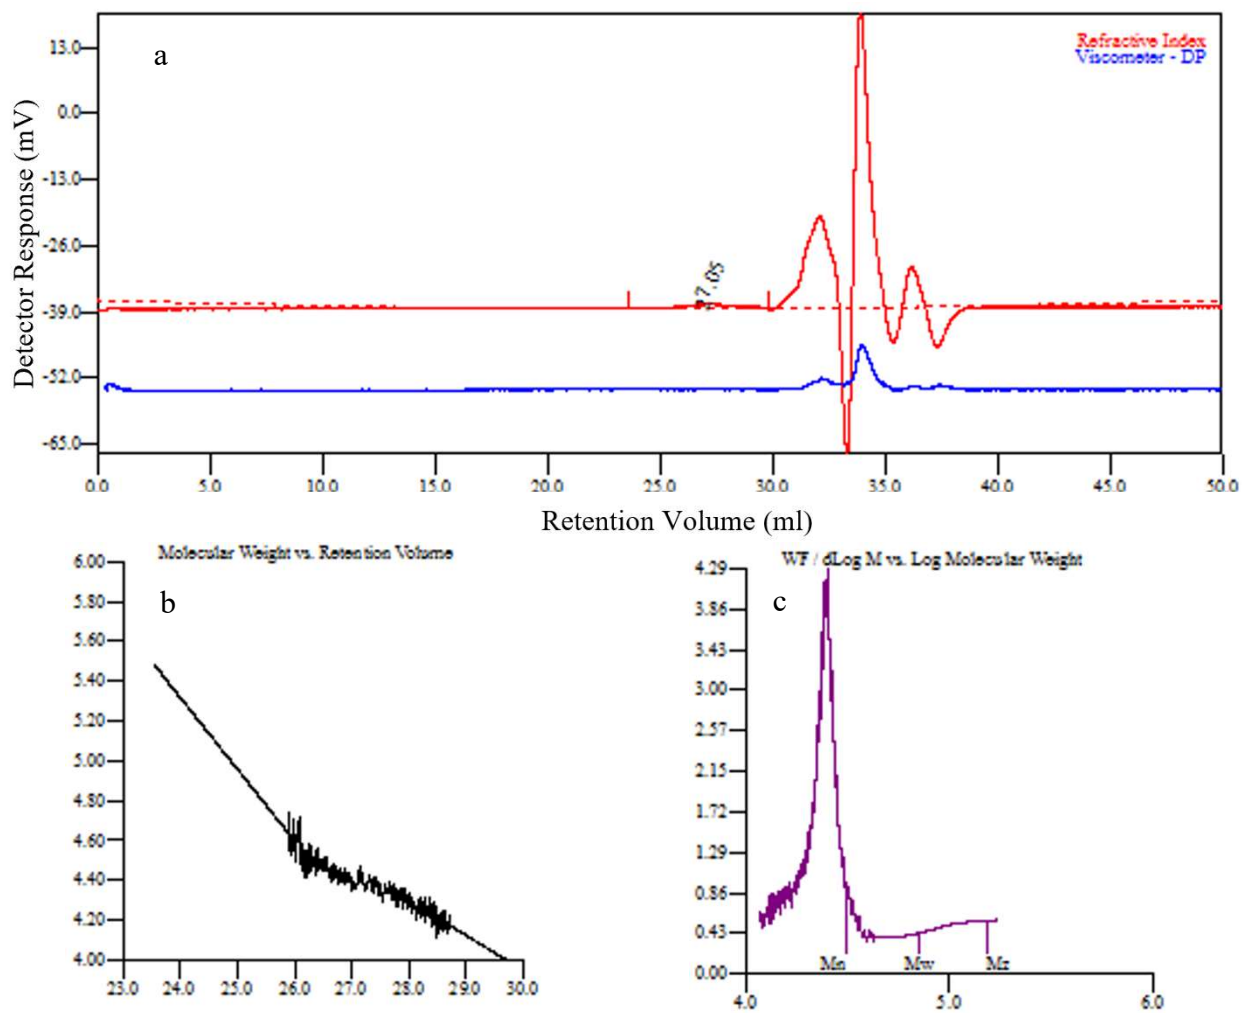 a
Refractive Index
Viscometer - DP
Detector Response (mV)
13.0
0.0
-13.0
-26.0
-39.0
-52.0
-65.0
0.0 5.0 10.0 15.0 20.0 25.0 30.0 35.0 40.0 45.0 50.0
Retention Volume (ml)
Molecular Weight vs. Retention Volume
b
6.00
5.80
5.60
5.40
5.20
5.00
4.80
4.60
4.40
4.20
4.00
23.0 24.0 25.0 26.0 27.0 28.0 29.0 30.0
WF / dLog M vs. Log Molecular Weight
c
4.29
3.86
3.43
3.00
2.57
2.15
1.72
1.29
0.86
0.43
0.00
Mn Mw Mz
4.0 5.0 6.0